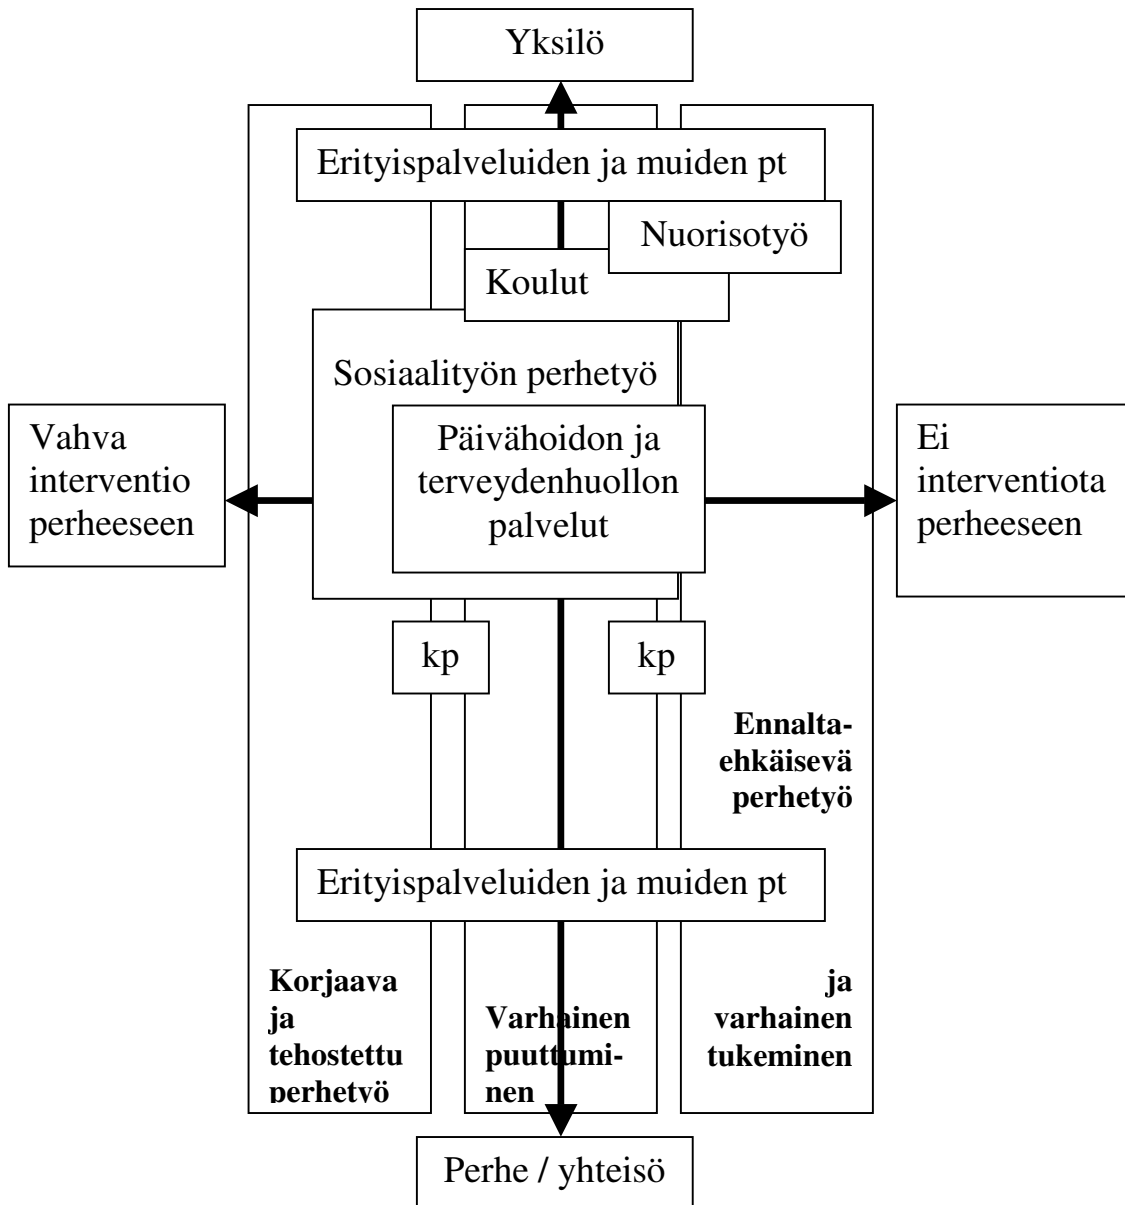 Yksilö
Erityispalveluiden ja muiden pt
Nuorisotyö
Koulut
Sosiaalityön perhetyö
Vahva
interventio
perheeseen
Päivähoidon ja
terveydenhuollon
palvelut
Ei
interventiota
perheeseen
kp
kp
Ennalta-
ehkäisevä
perhetyö
Erityispalveluiden ja muiden pt
Korjaava
ja
tehostettu
perhetyö
Varhainen
puuttumi-
nen
ja
varhainen
tukeminen
Perhe / yhteisö